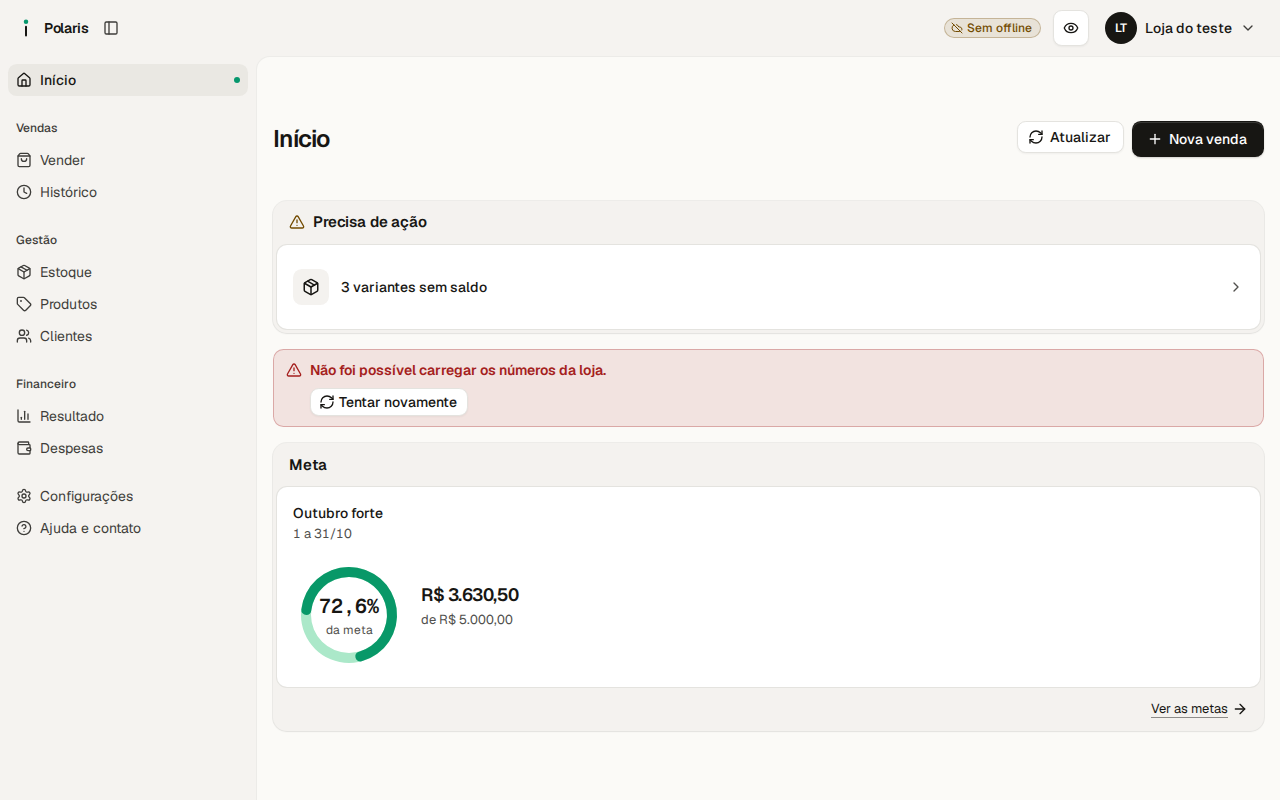 Polaris
Sem offline
LT
Loja do teste
Início
Vendas
Vender
Histórico
Gestão
Estoque
Produtos
Clientes
Financeiro
Resultado
Despesas
Configurações
Ajuda e contato
Início
Atualizar
Nova venda
Precisa de ação
3 variantes sem saldo
Não foi possível carregar os números da loja.
Tentar novamente
Meta
Outubro forte
1 a 31/10
72,6%
da meta
R$ 3.630,50
de R$ 5.000,00
Ver as metas